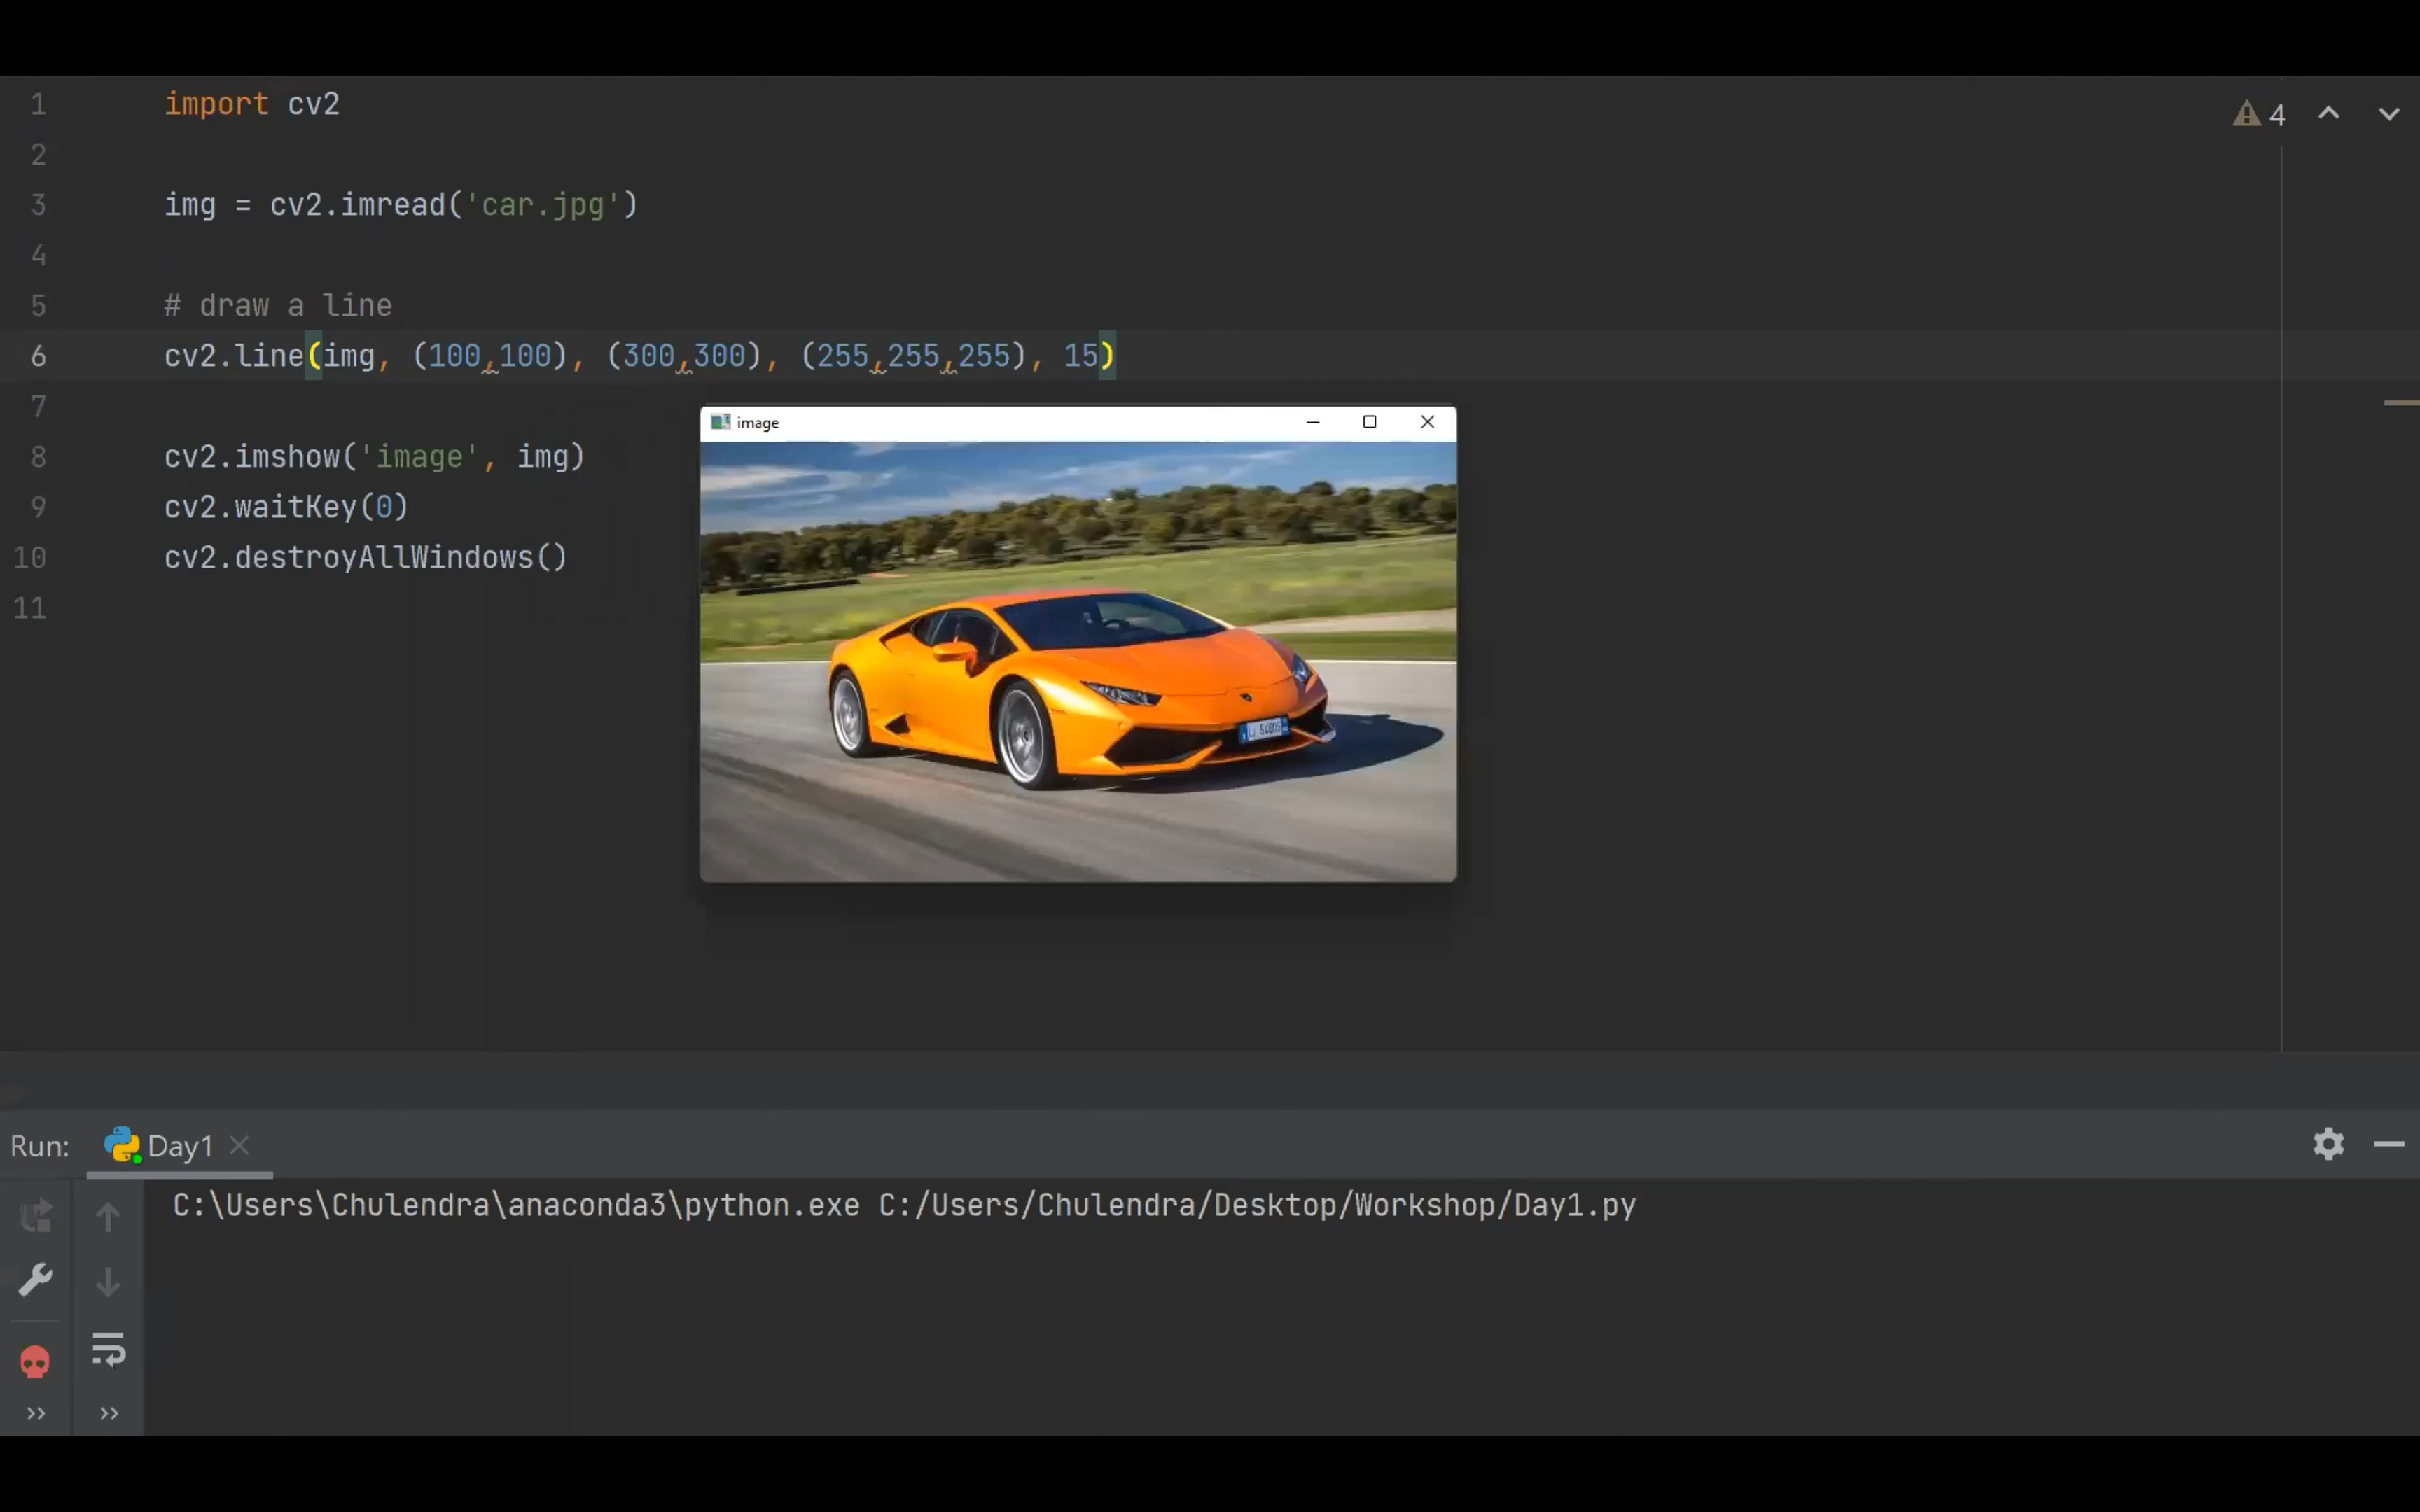 1 import cv2
2
3 img = cv2.imread('car.jpg')
4
5 # draw a line
6 cv2.line(img, (100,100), (300,300), (255,255,255), 15)
7
8 cv2.imshow('image', img)
9 cv2.waitKey(0)
10 cv2.destroyAllWindows()
11
4
image
Run: Day1
C:\Users\Chulendra\anaconda3\python.exe C:/Users/Chulendra/Desktop/Workshop/Day1.py